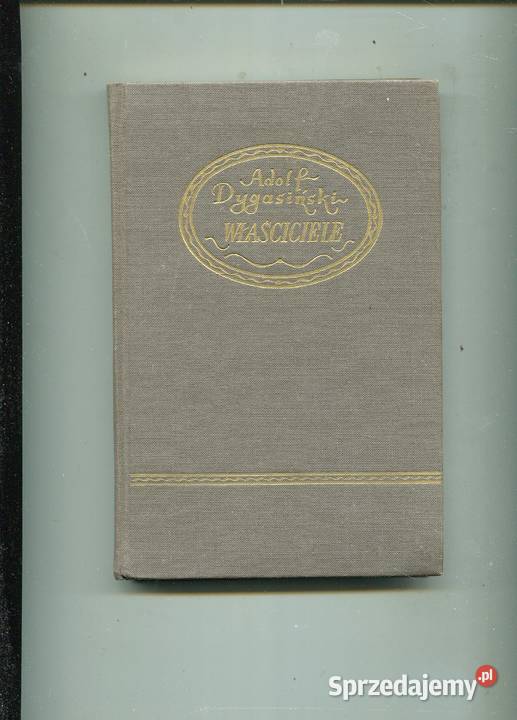 Adolf
Dygasiński
WŁAŚCICIELE
Sprzedajemy.pl